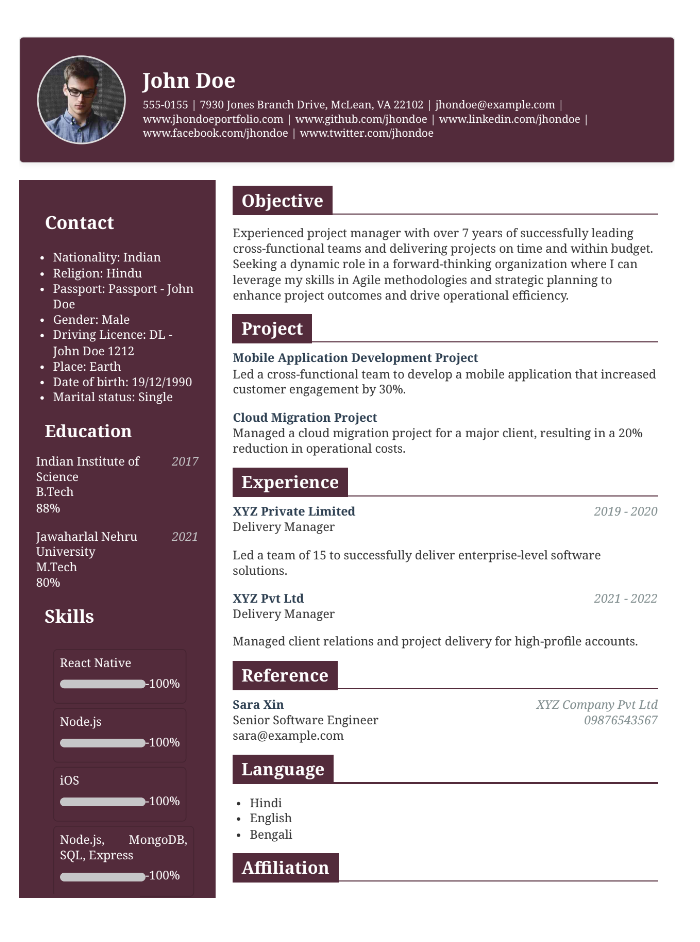 John Doe
555-0155 | 7930 Jones Branch Drive, McLean, VA 22102 | jhondoe@example.com |
www.jhondoeportfolio.com | www.github.com/jhondoe | www.linkedin.com/jhondoe |
www.facebook.com/jhondoe | www.twitter.com/jhondoe
Contact
• Nationality: Indian
• Religion: Hindu
• Passport: Passport - John
Doe
• Gender: Male
• Driving Licence: DL -
John Doe 1212
• Place: Earth
• Date of birth: 19/12/1990
• Marital status: Single
Education
Indian Institute of 2017
Science
B.Tech
88%
Jawaharlal Nehru 2021
University
M.Tech
80%
Skills
React Native
-100%
Node.js
-100%
iOS
-100%
Node.js, MongoDB,
SQL, Express
-100%
Objective
Experienced project manager with over 7 years of successfully leading
cross-functional teams and delivering projects on time and within budget.
Seeking a dynamic role in a forward-thinking organization where I can
leverage my skills in Agile methodologies and strategic planning to
enhance project outcomes and drive operational efficiency.
Project
Mobile Application Development Project
Led a cross-functional team to develop a mobile application that increased
customer engagement by 30%.
Cloud Migration Project
Managed a cloud migration project for a major client, resulting in a 20%
reduction in operational costs.
Experience
XYZ Private Limited 2019 - 2020
Delivery Manager
Led a team of 15 to successfully deliver enterprise-level software
solutions.
XYZ Pvt Ltd 2021 - 2022
Delivery Manager
Managed client relations and project delivery for high-profile accounts.
Reference
Sara Xin XYZ Company Pvt Ltd
Senior Software Engineer 09876543567
sara@example.com
Language
• Hindi
• English
• Bengali
Affiliation